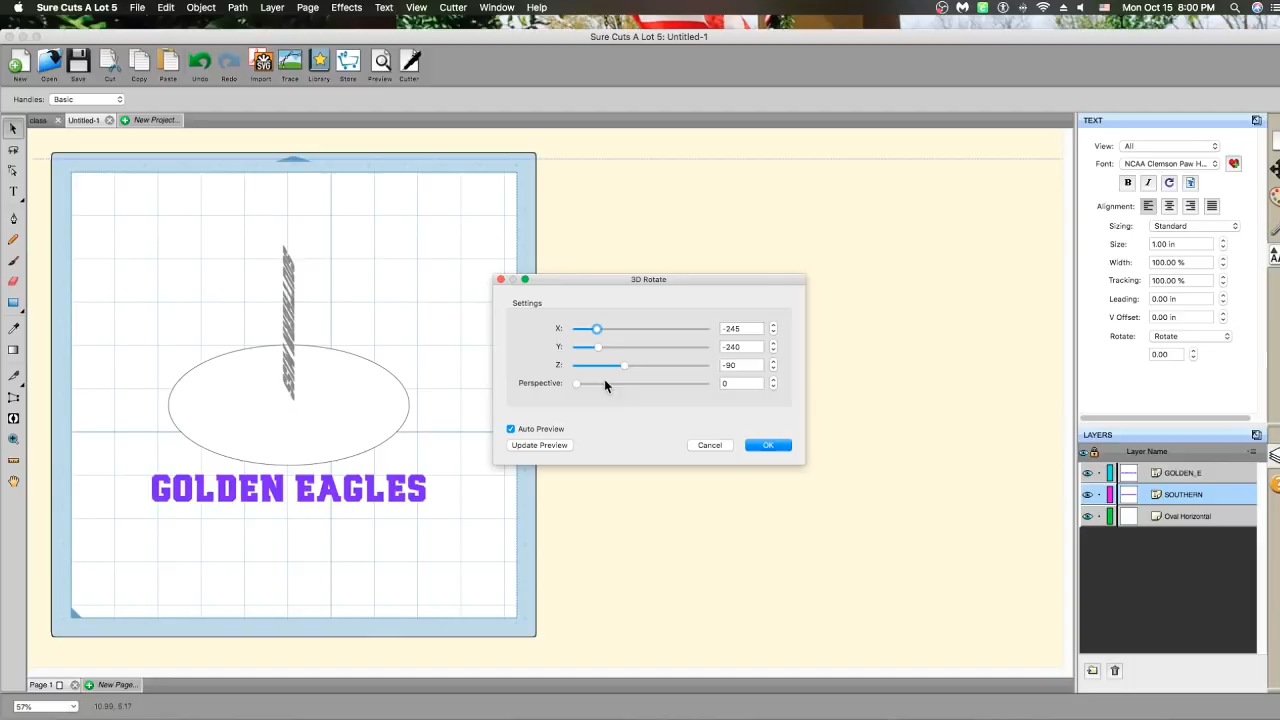 Sure Cuts A Lot 5 File Edit Object Path Layer Page Effects Text View Cutter Window Help Mon Oct 15 8:00 PM
Sure Cuts A Lot 5: Untitled-1
New Open Save Cut Copy Paste Undo Redo Import Trace Library Store Preview Cutter
SVG
Handles: Basic
class Untitled-1 New Project...
TEXT
View: All
Font: NCAA Clemson Paw H...
B I
Alignment:
Sizing: Standard
Size: 1.00 in
Width: 100.00 %
Tracking: 100.00 %
Leading: 0.00 in
V Offset: 0.00 in
Rotate: Rotate
0.00
3D Rotate
Settings
X: -245
Y: -240
Z: -90
Perspective: 0
Auto Preview
Update Preview Cancel OK
GOLDEN EAGLES
LAYERS
Layer Name
GOLDEN_E
SOUTHERN
Oval Horizontal
Page 1 New Page...
57% 10.99, 5.17